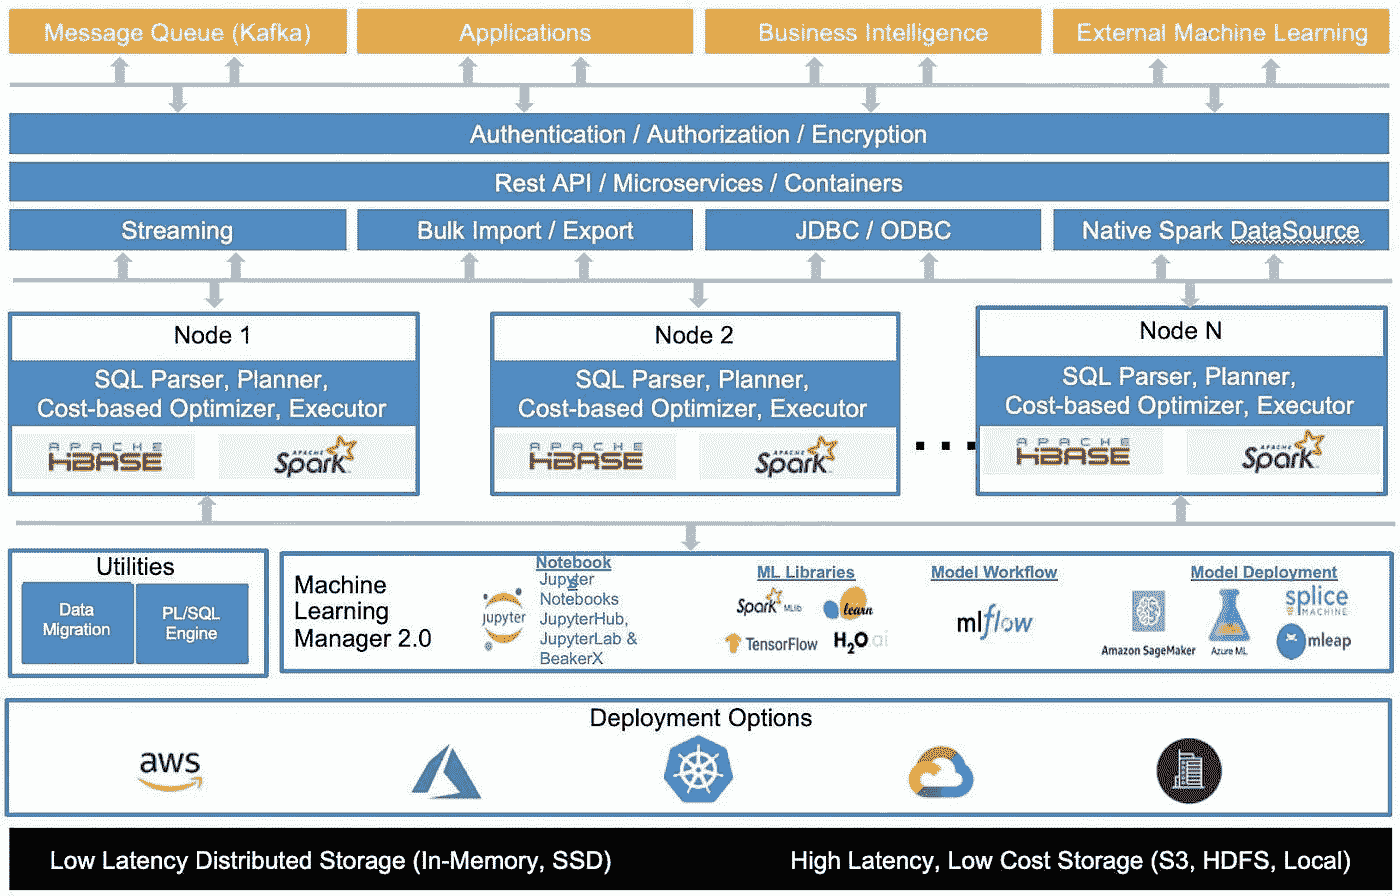 Message Queue (Kafka)
Applications
Business Intelligence
External Machine Learning
Authentication / Authorization / Encryption
Rest API / Microservices / Containers
Streaming
Bulk Import / Export
JDBC / ODBC
Native Spark DataSource
Node 1
SQL Parser, Planner,
Cost-based Optimizer, Executor
APACHE
HBASE
APACHE
Spark
Node 2
SQL Parser, Planner,
Cost-based Optimizer, Executor
APACHE
HBASE
APACHE
Spark
...
Node N
SQL Parser, Planner,
Cost-based Optimizer, Executor
APACHE
HBASE
APACHE
Spark
Utilities
Data
Migration
PL/SQL
Engine
Machine
Learning
Manager 2.0
jupyter
Notebook
Jupyter
s
Notebooks
JupyterHub,
JupyterLab &
BeakerX
ML Libraries
Spark MLlib
learn
TensorFlow
H2O.ai
Model Workflow
mlflow
Model Deployment
Amazon SageMaker
Azure ML
splice
MACHINE
mleap
Deployment Options
aws
Low Latency Distributed Storage (In-Memory, SSD)
High Latency, Low Cost Storage (S3, HDFS, Local)